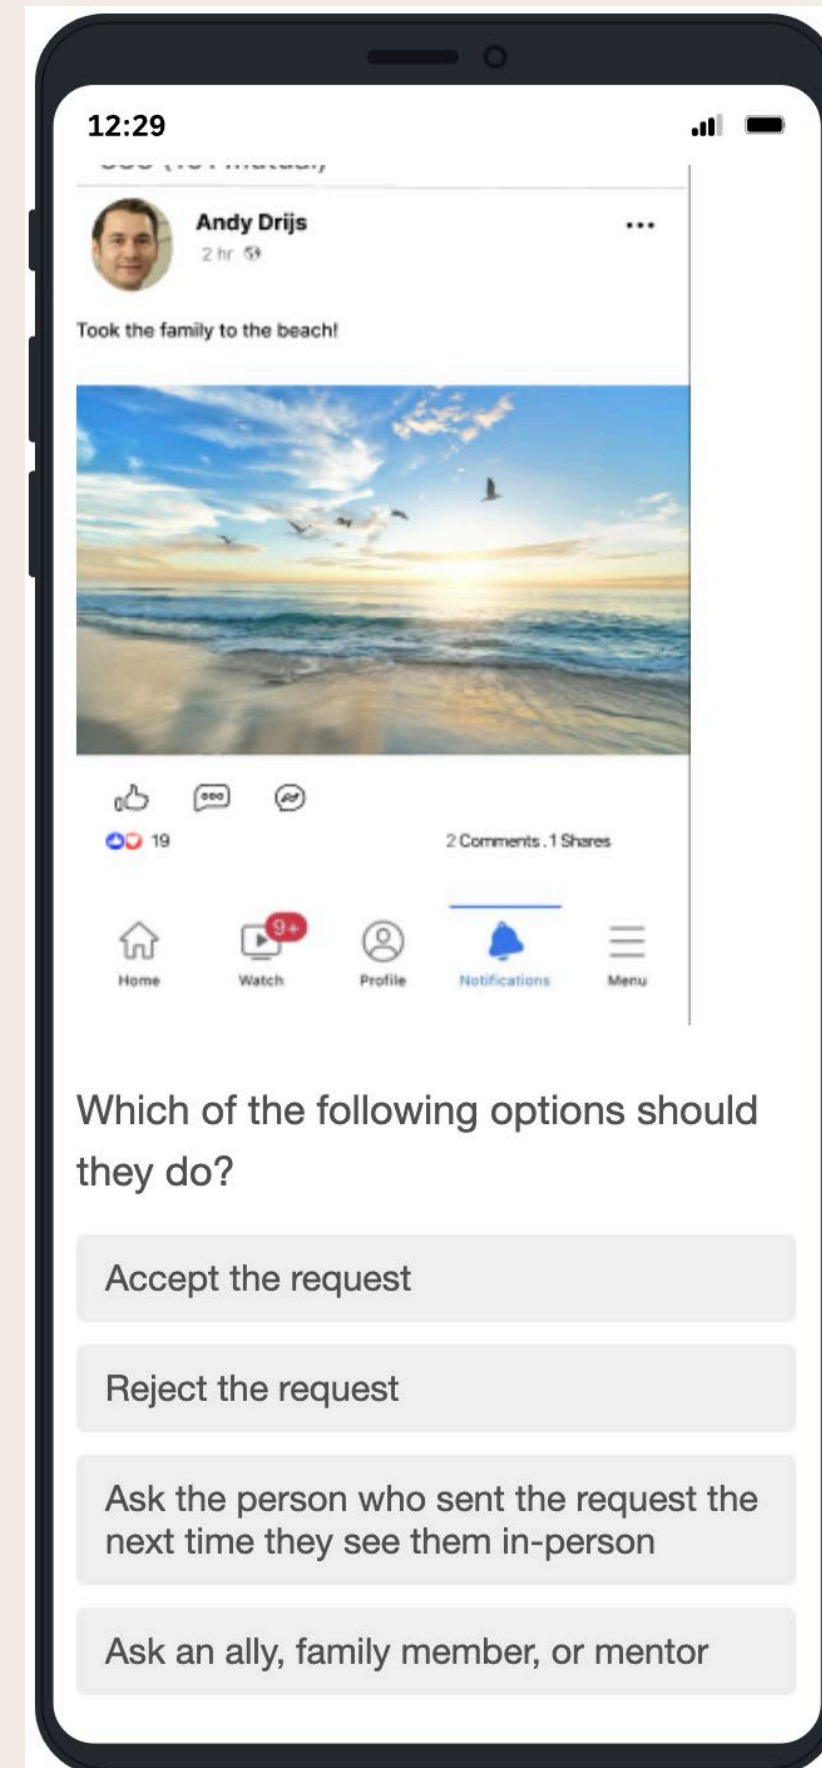 12:29
Andy Drijs
2 hr
Took the family to the beach!
19
2 Comments . 1 Shares
9+
Home
Watch
Profile
Notifications
Menu
Which of the following options should
they do?
Accept the request
Reject the request
Ask the person who sent the request the
next time they see them in-person
Ask an ally, family member, or mentor